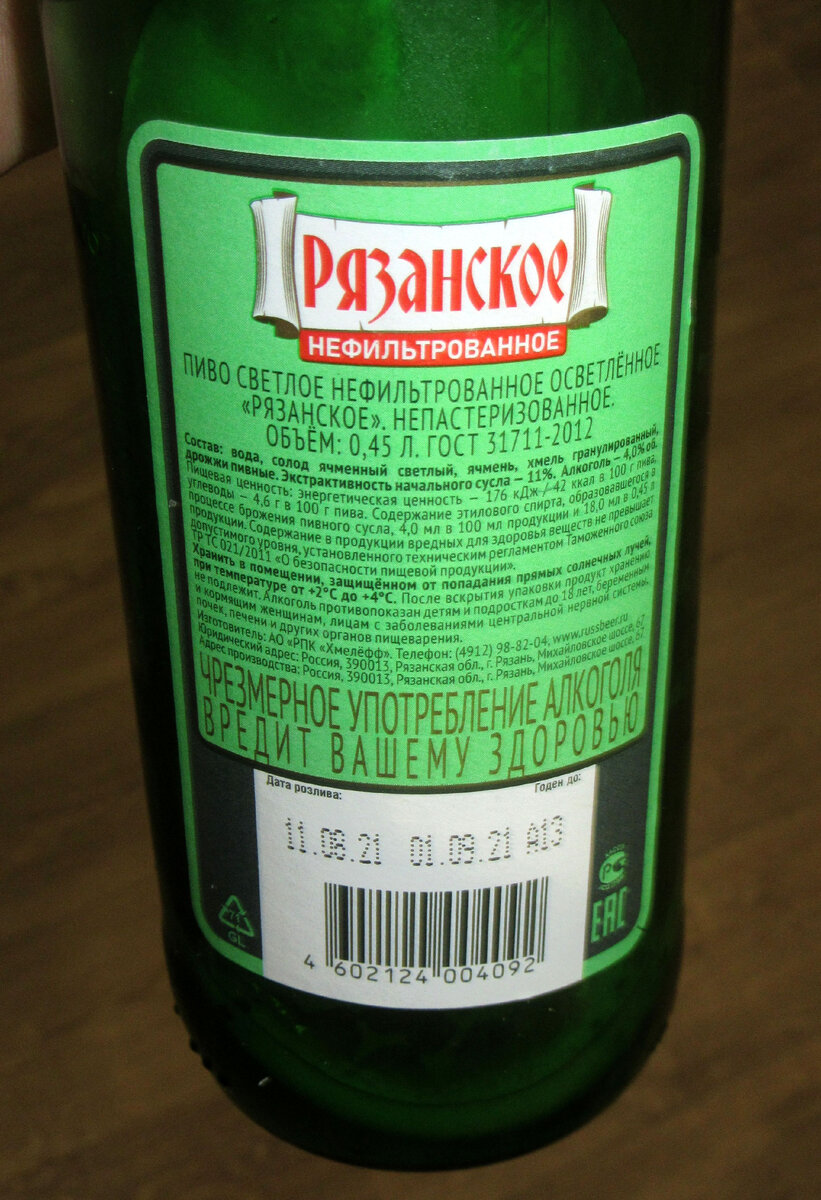 Рязанское
НЕФИЛЬТРОВАННОЕ
ПИВО СВЕТЛОЕ НЕФИЛЬТРОВАННОЕ ОСВЕТЛЁННОЕ
«РЯЗАНСКОЕ». НЕПАСТЕРИЗОВАННОЕ.
ОБЪЁМ: 0,45 Л. ГОСТ 31711-2012
Состав: вода, солод ячменный светлый, ячмень, хмель гранулированный,
дрожжи пивные. Экстрактивность начального сусла – 11%. Алкоголь – 4,0% об.
Пищевая ценность: энергетическая ценность – 176 кДж / 42 ккал в 100 г пива,
углеводы – 4,6 г в 100 г пива. Содержание этилового спирта, образовавшегося в
процессе брожения пивного сусла, 4,0 мл в 100 мл продукции и 18,0 мл в 0,45 л
продукции. Содержание в продукции вредных для здоровья веществ не превышает
допустимого уровня, установленного техническим регламентом Таможенного союза
ТР ТС 021/2011 «О безопасности пищевой продукции».
Хранить в помещении, защищённом от попадания прямых солнечных лучей,
при температуре от +2°С до +4°С. После вскрытия упаковых продукт хранению
не подлежит. Алкоголь противопоказан детям и подросткам до 18 лет, беременным
и кормящим женщинам, лицам с заболеваниями центральной нервной системы,
почек, печени и других органов пищеварения.
Изготовитель: АО «РПК «Хмелёфф». Телефон: (4912) 98-82-04, www.russbeer.ru
Юридический адрес: Россия, 390013, Рязанская обл., г. Рязань, Михайловское шоссе, 67
Адрес производства: Россия, 390013, Рязанская обл., г. Рязань, Михайловское шоссе, 67.
ЧРЕЗМЕРНОЕ УПОТРЕБЛЕНИЕ АЛКОГОЛЯ
ВРЕДИТ ВАШЕМУ ЗДОРОВЬЮ
Дата розлива: Годен до:
11.08.21 01.09.21 A13
71
GL
РС
ЕАС
4 602124 004092